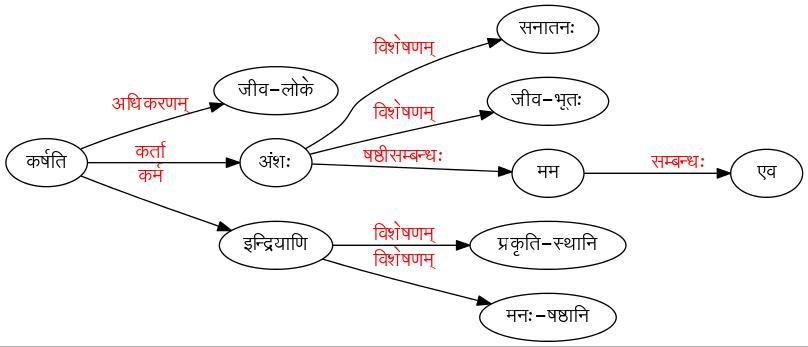 सनातनः
विशेषणम्
जीव-लोके
अधिकरणम्
विशेषणम्
जीव-भूतः
कर्षति
कर्ता
अंशः
षष्ठीसम्बन्धः
मम
सम्बन्धः
एव
कर्म
इन्द्रियाणि
विशेषणम्
प्रकृति-स्थानि
विशेषणम्
मनः-षष्ठानि